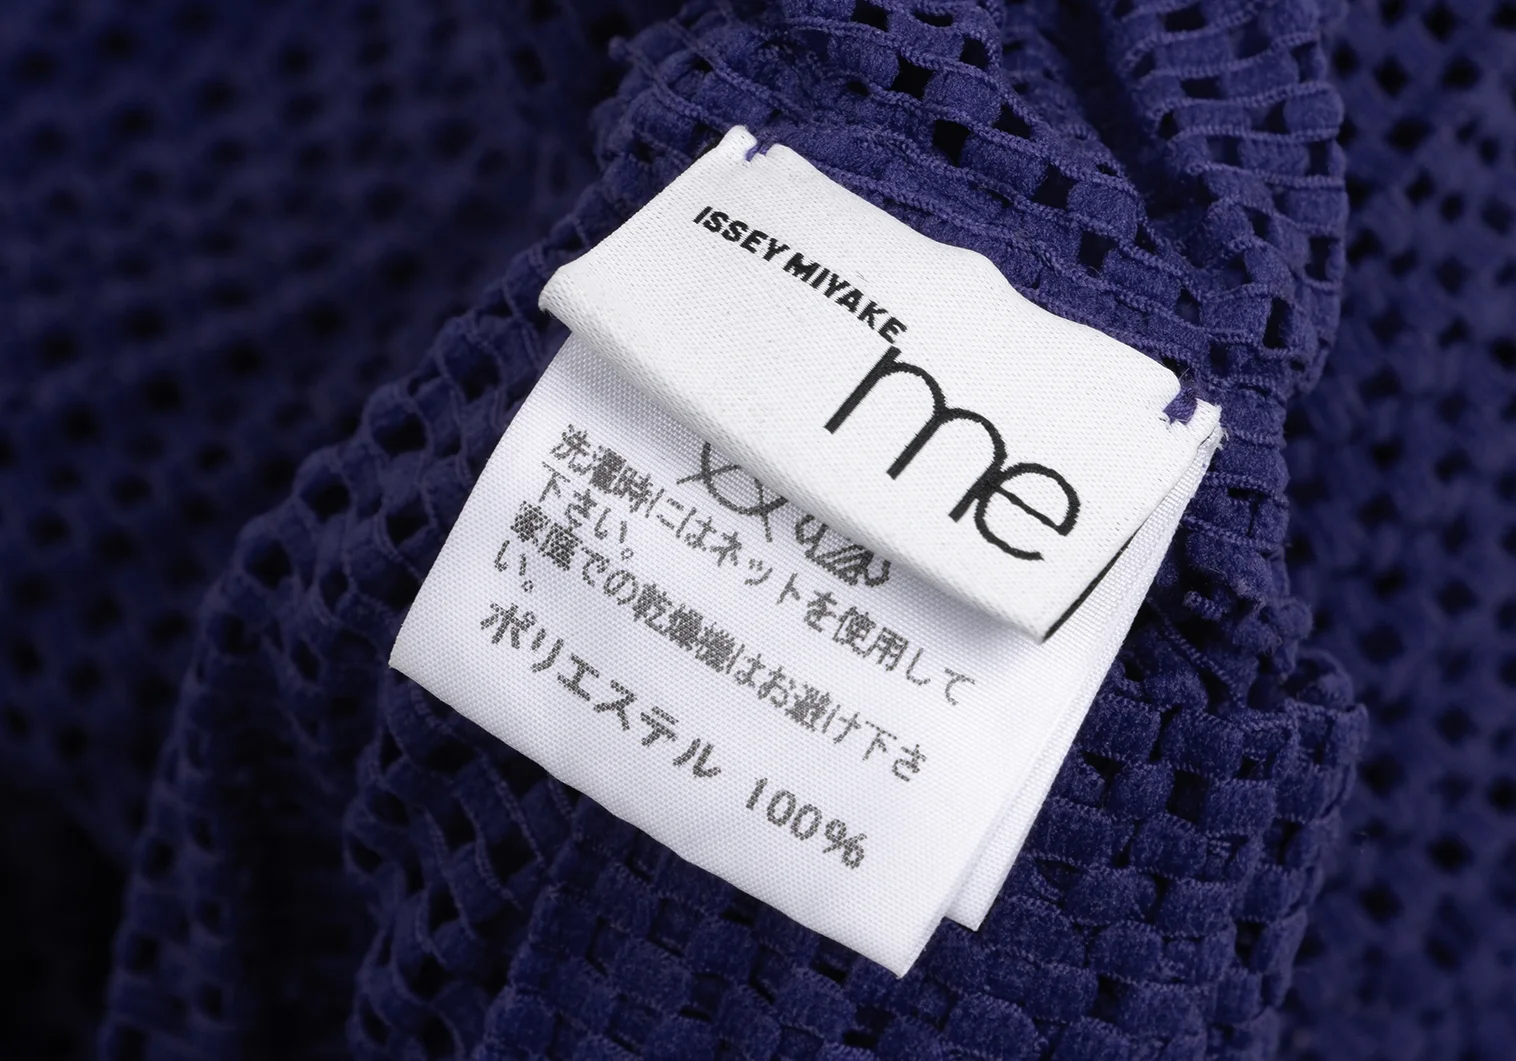 ISSEY MIYAKE
me
洗濯時にはネットを使用して
下さい。
家庭での乾燥機はお避け下さ
い。
ポリエステル 100%